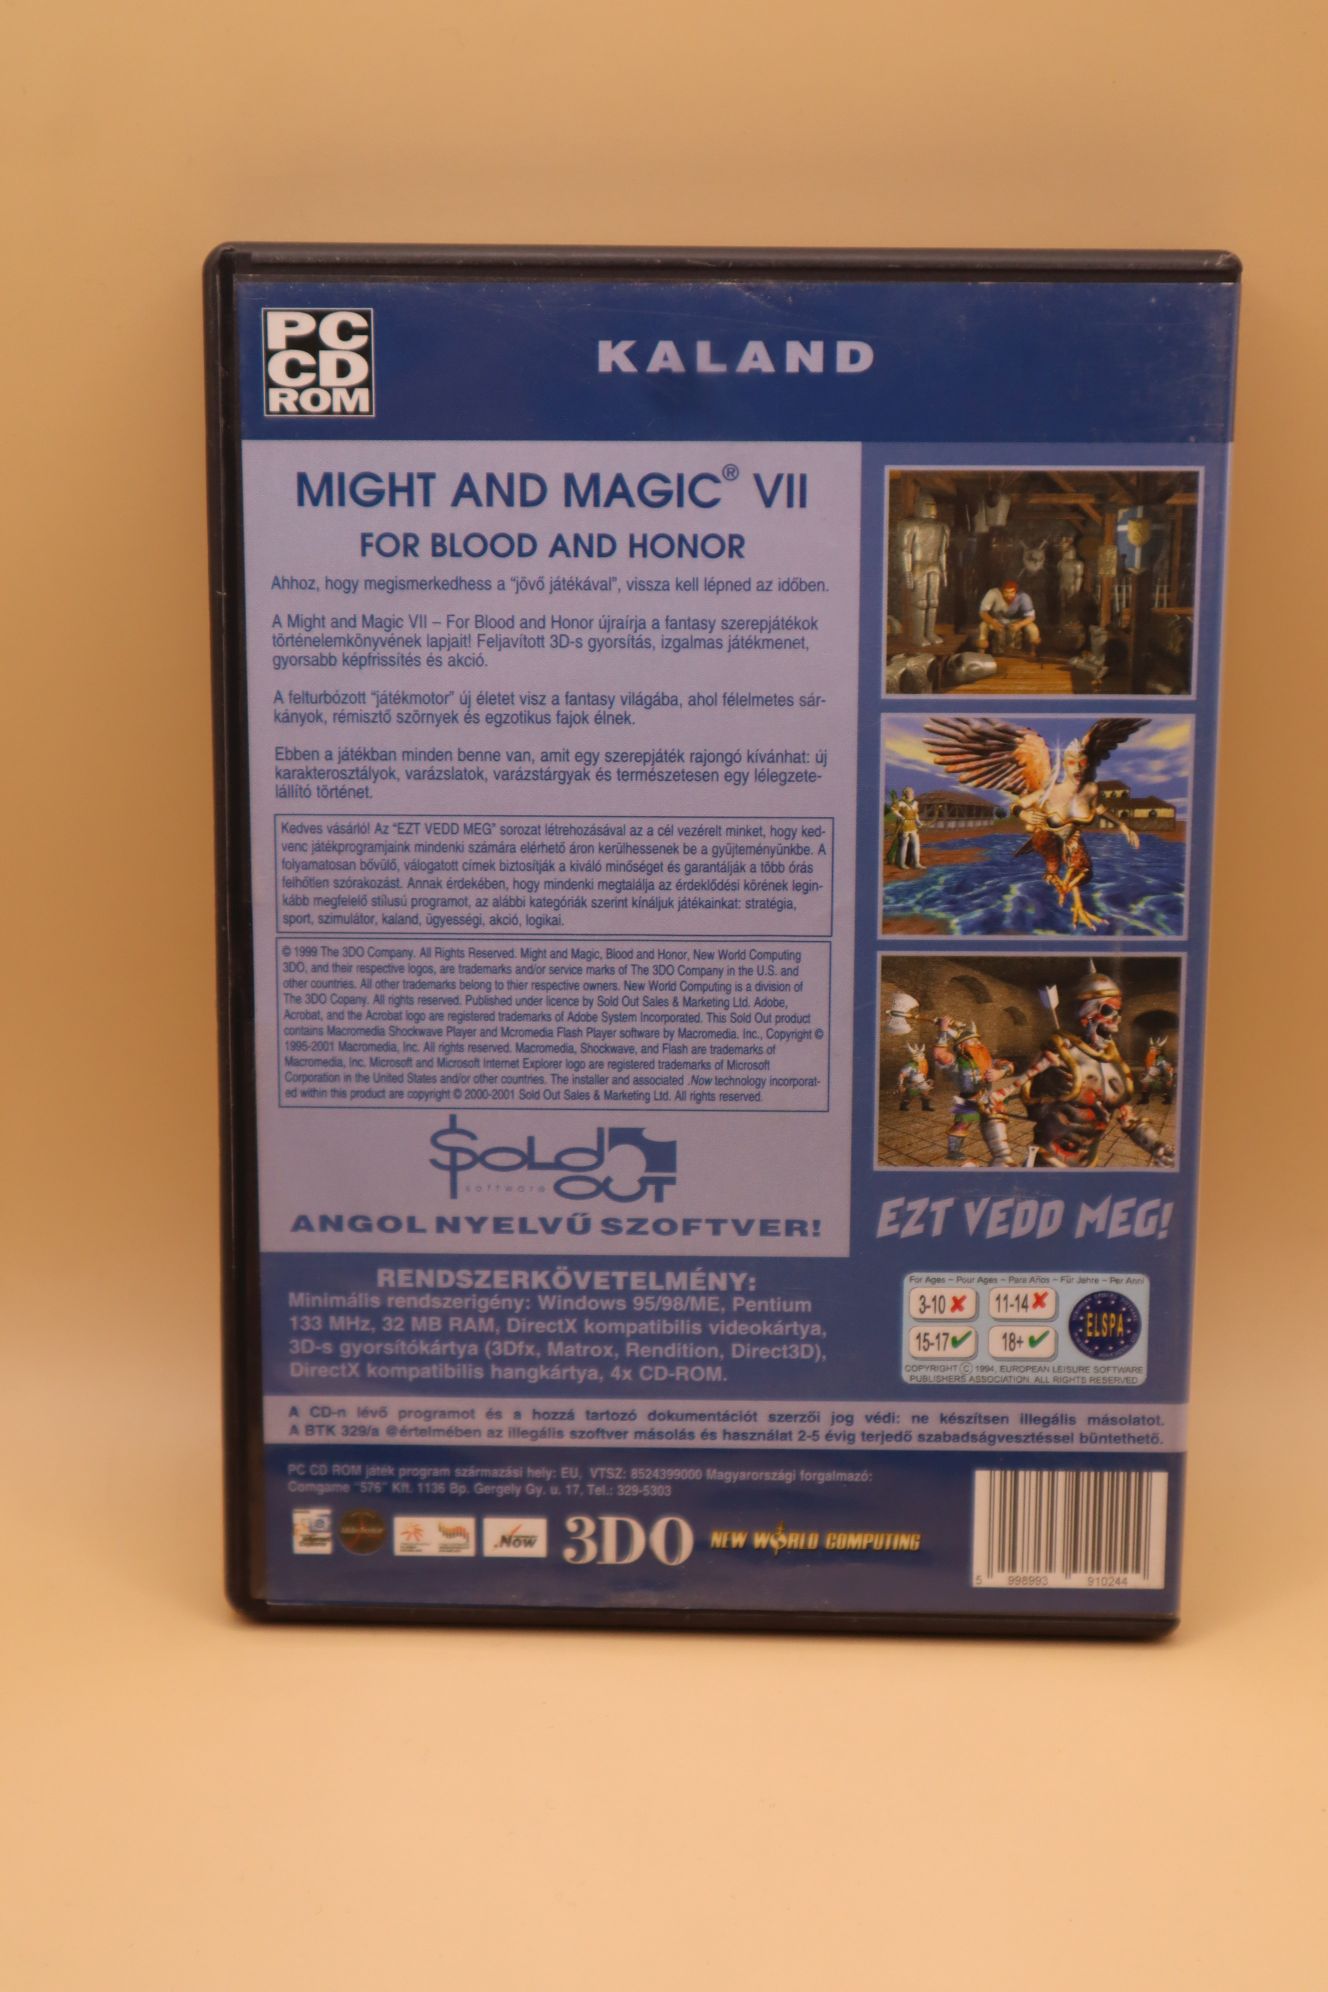 PC
CD
ROM
KALAND
MIGHT AND MAGIC® VII
FOR BLOOD AND HONOR
Ahhoz, hogy megismerkedhess a "jövő játékával", vissza kell lépned az időben.
A Might and Magic VII – For Blood and Honor újraírja a fantasy szerepjátékok
történelemkönyvének lapjait! Feljavított 3D-s gyorsítás, izgalmas játékmenet,
gyorsabb képfrissítés és akció.
A felturbózott "játékmotor" új életet visz a fantasy világába, ahol félelmetes sár-
kányok, rémisztő szörnyek és egzotikus fajok élnek.
Ebben a játékban minden benne van, amit egy szerepjáték rajongó kívánhat: új
karakterosztályok, varázslatok, varázstárgyak és természetesen egy lélegzete-
lállító történet.
Kedves vásárló! Az "EZT VEDD MEG" sorozat létrehozásával az a cél vezérelt minket, hogy ked-
venc játékprogramjaink mindenki számára elérhető áron kerülhessenek be a gyűjteményünkbe. A
folyamatosan bővülő, válogatott címek biztosítják a kiváló minőséget és garantálják a több órás
felhőtlen szórakozást. Annak érdekében, hogy mindenki megtalálja az érdeklődési körének legin-
kább megfelelő stílusú programot, az alábbi kategóriák szerint kínáljuk játékainkat: stratégia,
sport, szimulátor, kaland, ügyességi, akció, logikai.
© 1999 The 3DO Company. All Rights Reserved. Might and Magic, Blood and Honor, New World Computing
3DO, and their respective logos, are trademarks and/or service marks of The 3DO Company in the U.S. and
other countries. All other trademarks belong to thier respective owners. New World Computing is a division of
The 3DO Copany. All rights reserved. Published under licence by Sold Out Sales & Marketing Ltd. Adobe,
Acrobat, and the Acrobat logo are registered trademarks of Adobe System Incorporated. This Sold Out product
contains Macromedia Shockwave Player and Mcromedia Flash Player software by Macromedia. Inc., Copyright ©
1995-2001 Macromedia, Inc. All rights reserved. Macromedia, Shockwave, and Flash are trademarks of
Macromedia, Inc. Microsoft and Microsoft Internet Explorer logo are registered trademarks of Microsoft
Corporation in the United States and/or other countries. The installer and associated .Now technology incorporat-
ed within this product are copyright © 2000-2001 Sold Out Sales & Marketing Ltd. All rights reserved.
SOLD
software OUT
ANGOL NYELVŰ SZOFTVER!
EZT VEDD MEG!
RENDSZERKÖVETELMÉNY:
Minimális rendszerigény: Windows 95/98/ME, Pentium
133 MHz, 32 MB RAM, DirectX kompatibilis videokártya,
3D-s gyorsítókártya (3Dfx, Matrox, Rendition, Direct3D),
DirectX kompatibilis hangkártya, 4x CD-ROM.
For Ages – Pour Ages – Para Años – Für Jahre – Per Anni
3-10 11-14
15-17 18+
ELSPA
COPYRIGHT © 1994, EUROPEAN LEISURE SOFTWARE
PUBLISHERS ASSOCIATION. ALL RIGHTS RESERVED
A CD-n lévő programot és a hozzá tartozó dokumentációt szerzői jog védi: ne készítsen illegális másolatot.
A BTK 329/a @értelmében az illegális szoftver másolás és használat 2-5 évig terjedő szabadságvesztéssel büntethető.
PC CD ROM játék program származási hely: EU, VTSZ: 8524399000 Magyarországi forgalmazó:
Comgame "576" Kft. 1136 Bp. Gergely Gy. u. 17, Tel.: 329-5303
.Now
3DO
NEW WORLD COMPUTING
5 998993 910244